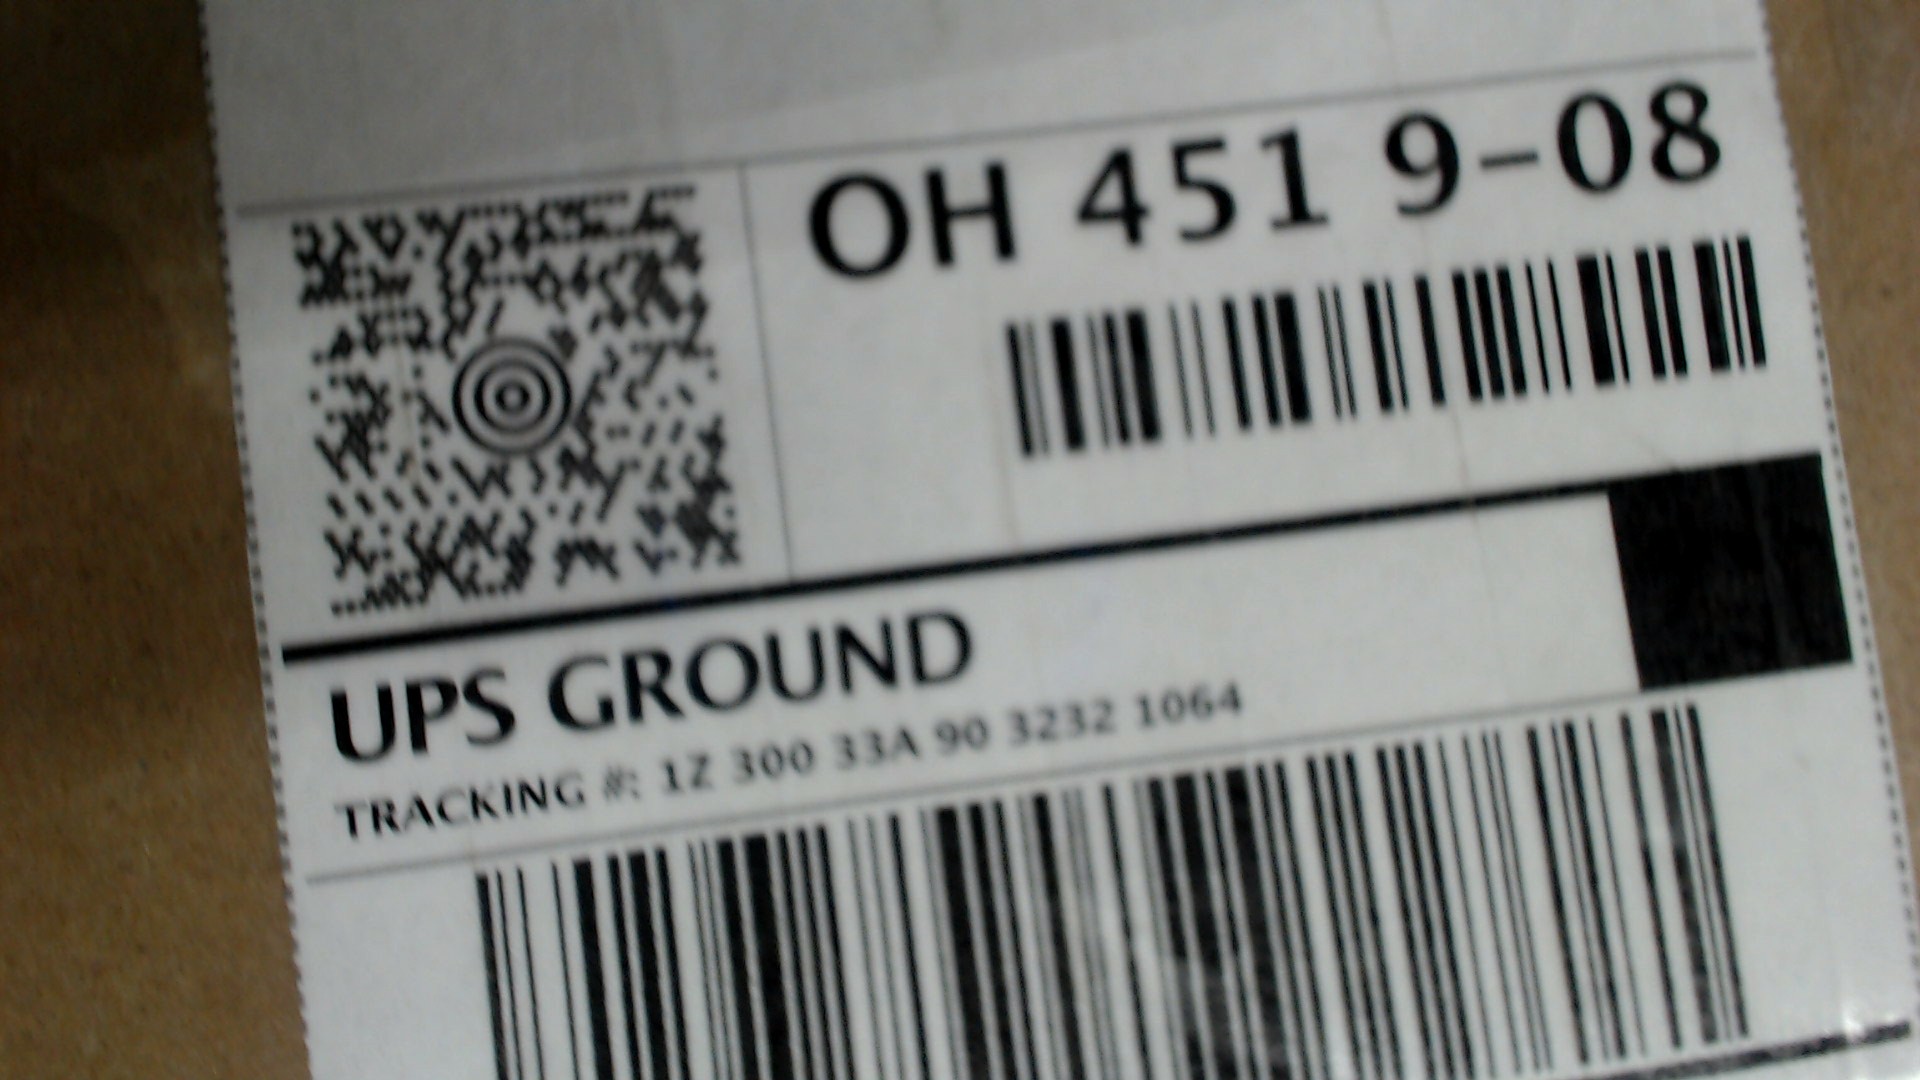 OH 451 9-08
UPS GROUND
TRACKING #: 1Z 300 33A 90 3232 1064